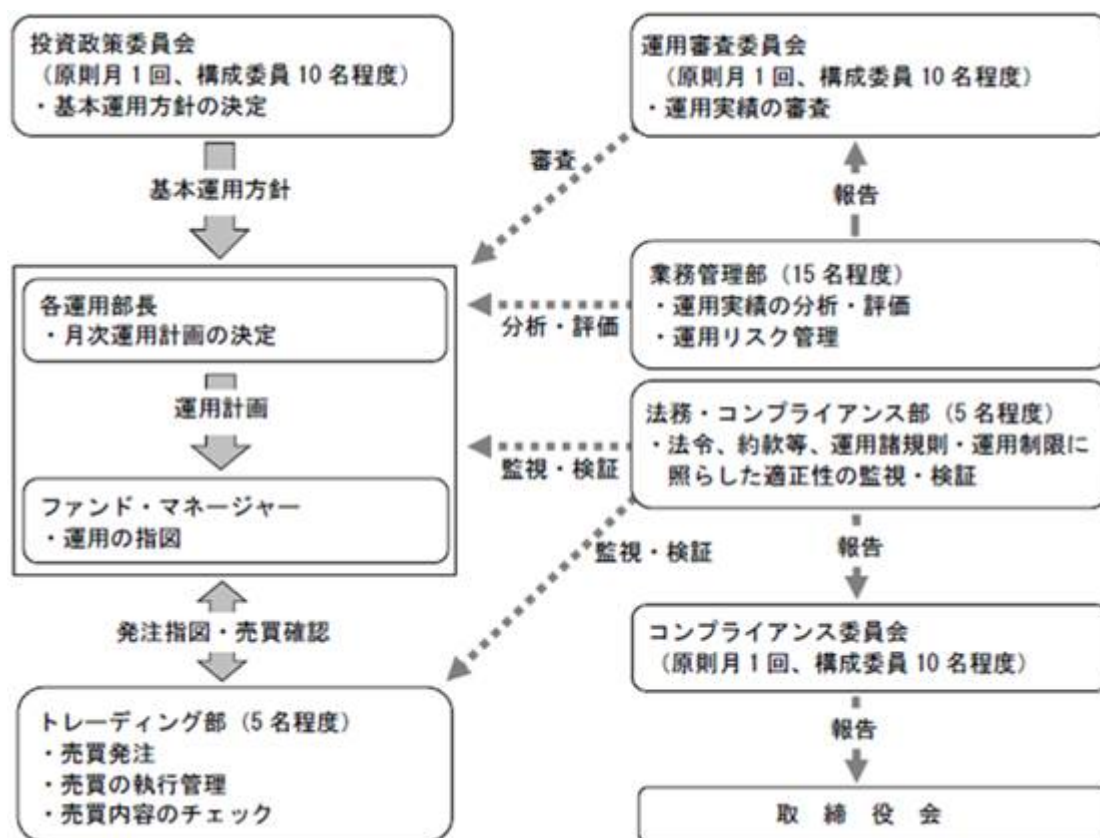 投資政策委員会
（原則月1回、構成委員10名程度）
・基本運用方針の決定
基本運用方針
各運用部長
・月次運用計画の決定
運用計画
ファンド・マネージャー
・運用の指図
発注指図・売買確認
トレーディング部（5名程度）
・売買発注
・売買の執行管理
・売買内容のチェック
運用審査委員会
（原則月1回、構成委員10名程度）
・運用実績の審査
審査
報告
業務管理部（15名程度）
・運用実績の分析・評価
・運用リスク管理
分析・評価
法務・コンプライアンス部（5名程度）
・法令、約款等、運用諸規則・運用制限に
照らした適正性の監視・検証
監視・検証
監視・検証
報告
コンプライアンス委員会
（原則月1回、構成委員10名程度）
報告
取締役会